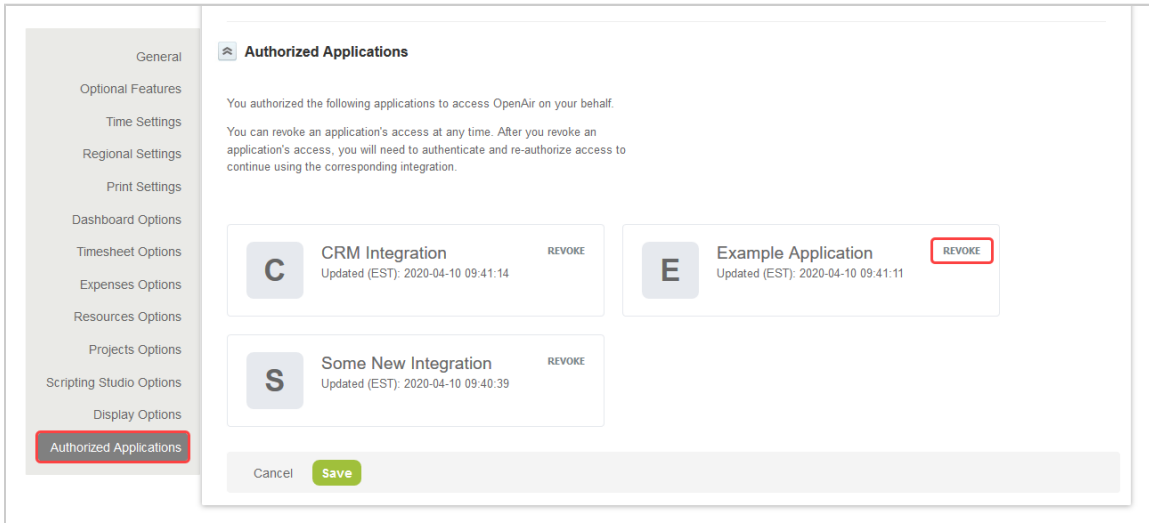 General
Optional Features
Time Settings
Regional Settings
Print Settings
Dashboard Options
Timesheet Options
Expenses Options
Resources Options
Projects Options
Scripting Studio Options
Display Options
Authorized Applications
Authorized Applications
You authorized the following applications to access OpenAir on your behalf.
You can revoke an application's access at any time. After you revoke an
application's access, you will need to authenticate and re-authorize access to
continue using the corresponding integration.
C
CRM Integration
Updated (EST): 2020-04-10 09:41:14
REVOKE
E
Example Application
Updated (EST): 2020-04-10 09:41:11
REVOKE
S
Some New Integration
Updated (EST): 2020-04-10 09:40:39
REVOKE
Cancel
Save